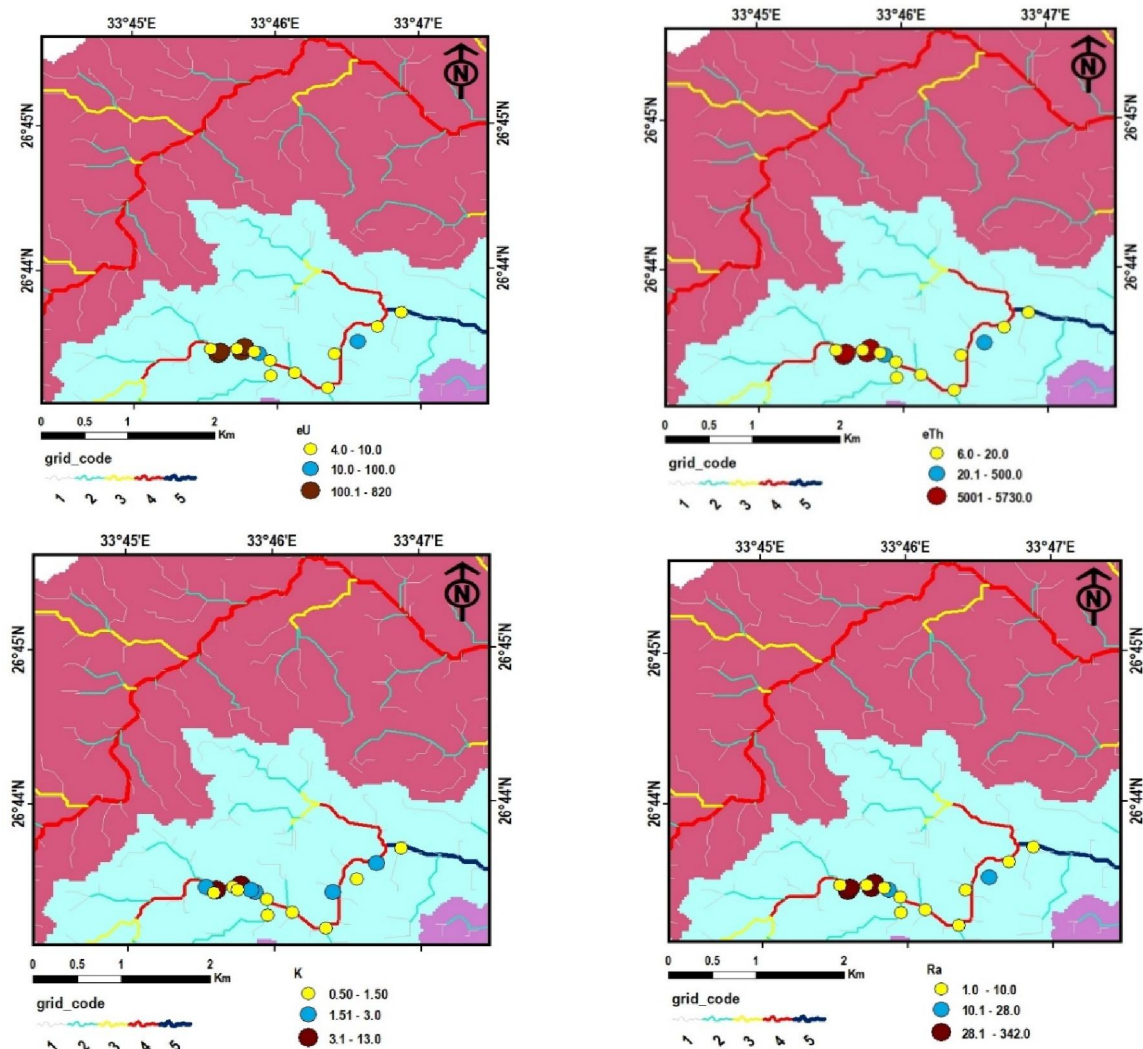 33°45'E 33°46'E 33°47'E
N
26°45'N 26°45'N
26°44'N 26°44'N
0 0.5 1 2
Km
grid_code
1 2 3 4 5
eU
4.0 - 10.0
10.0 - 100.0
100.1 - 820
33°45'E 33°46'E 33°47'E
N
26°45'N 26°45'N
26°44'N 26°44'N
0 0.5 1 2
Km
grid_code
1 2 3 4 5
eTh
6.0 - 20.0
20.1 - 500.0
5001 - 5730.0
33°45'E 33°46'E 33°47'E
N
26°45'N 26°45'N
26°44'N 26°44'N
0 0.5 1 2
Km
grid_code
1 2 3 4 5
K
0.50 - 1.50
1.51 - 3.0
3.1 - 13.0
33°45'E 33°46'E 33°47'E
N
26°45'N 26°45'N
26°44'N 26°44'N
0 0.5 1 2
Km
grid_code
1 2 3 4 5
Ra
1.0 - 10.0
10.1 - 28.0
28.1 - 342.0